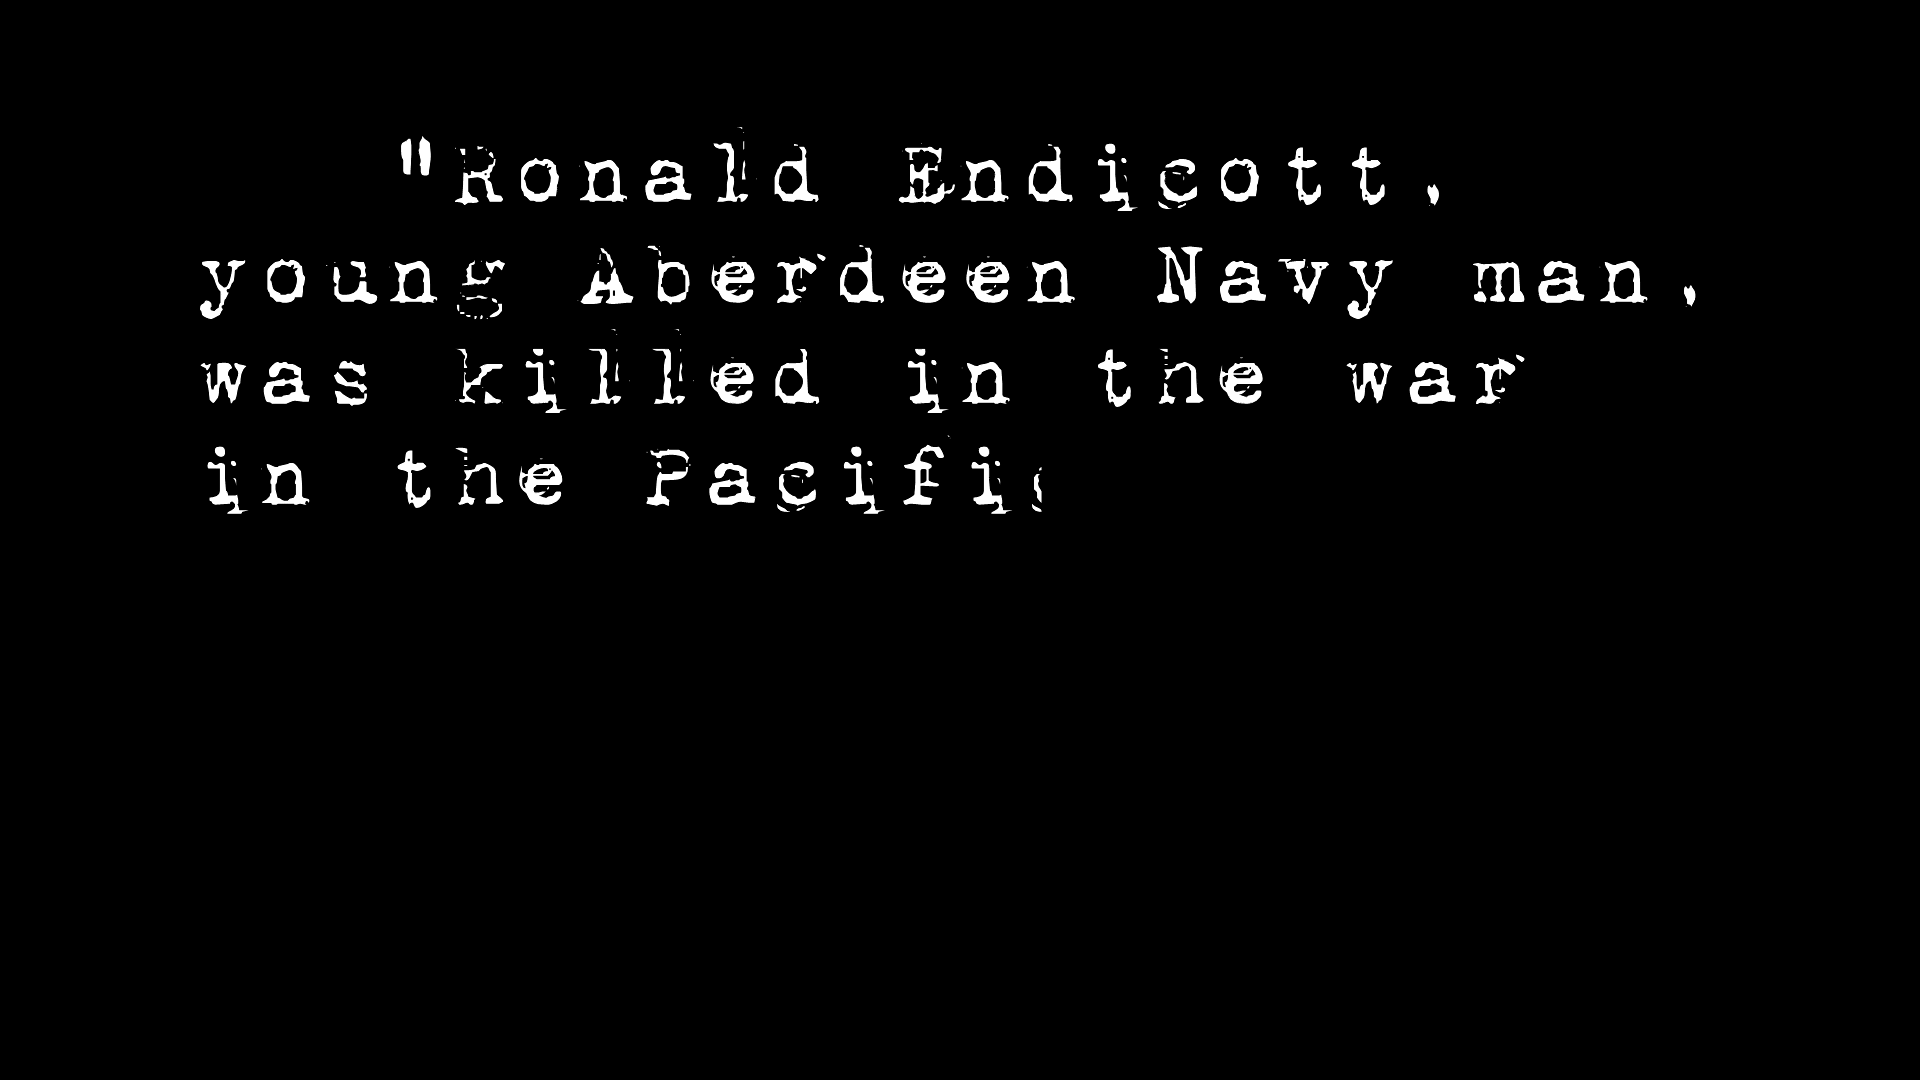 "Ronald Endicott,
young Aberdeen Navy man,
was killed in the war
in the Pacific